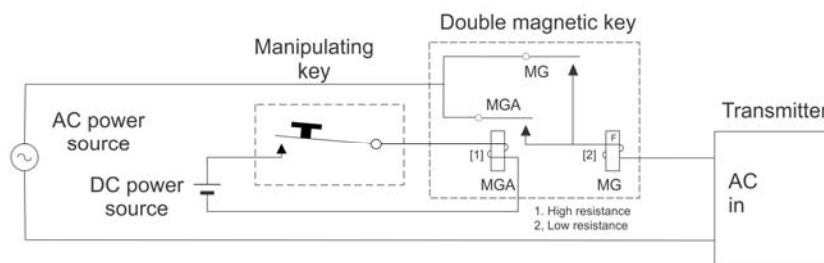 Double magnetic key
Manipulating
key
MG
MGA
Transmitter
AC power
source
F
[1]
[2]
DC power
source
MGA
MG
AC
in
1. High resistance
2, Low resistance